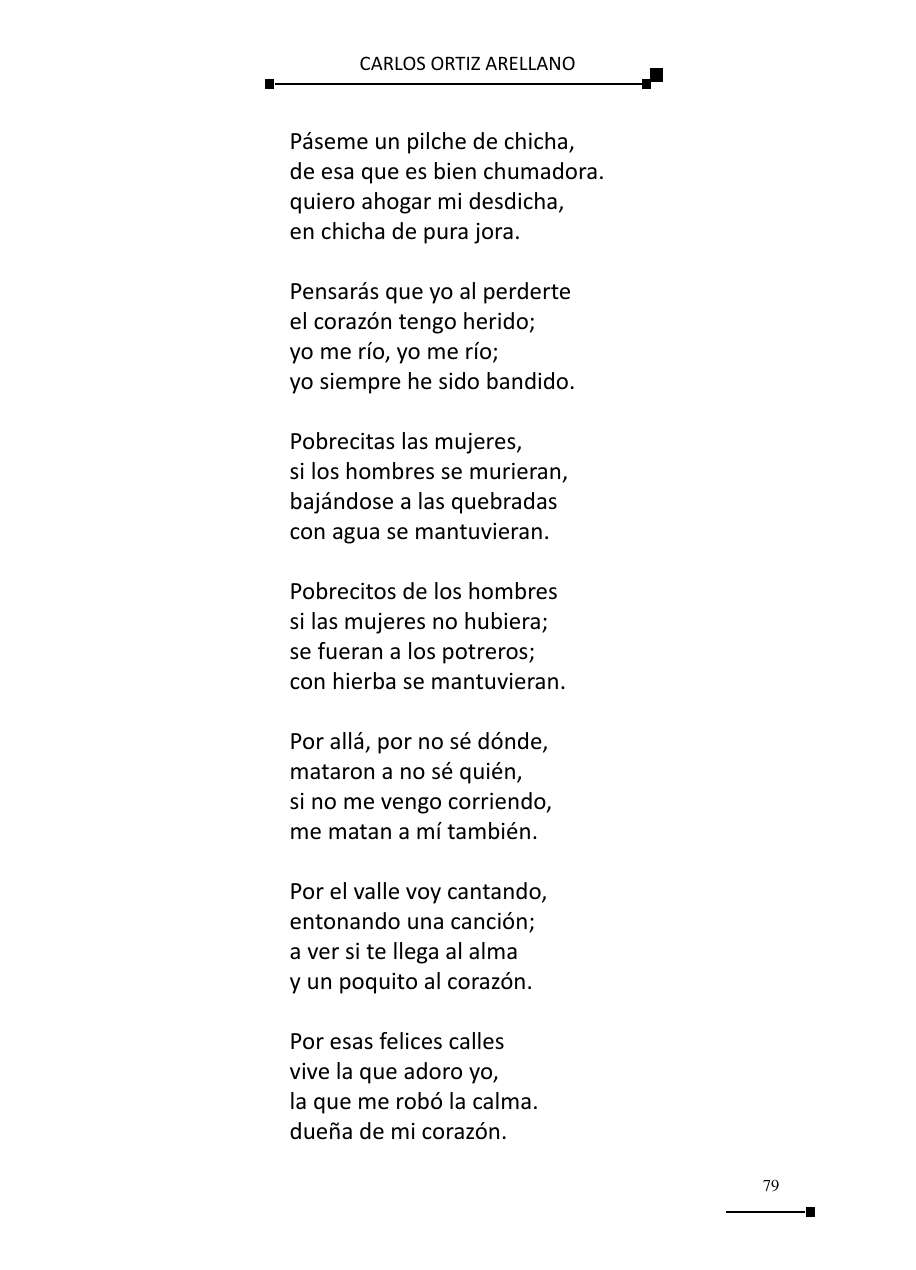 CARLOS ORTIZ ARELLANO
Páseme un pilche de chicha,
de esa que es bien chumadora.
quiero ahogar mi desdicha,
en chicha de pura jora.
Pensarás que yo al perderte
el corazón tengo herido;
yo me río, yo me río;
yo siempre he sido bandido.
Pobrecitas las mujeres,
si los hombres se murieran,
bajándose a las quebradas
con agua se mantuvieran.
Pobrecitos de los hombres
si las mujeres no hubiera;
se fueran a los potreros;
con hierba se mantuvieran.
Por allá, por no sé dónde,
mataron a no sé quién,
si no me vengo corriendo,
me matan a mí también.
Por el valle voy cantando,
entonando una canción;
a ver si te llega al alma
y un poquito al corazón.
Por esas felices calles
vive la que adoro yo,
la que me robó la calma.
dueña de mi corazón.
79